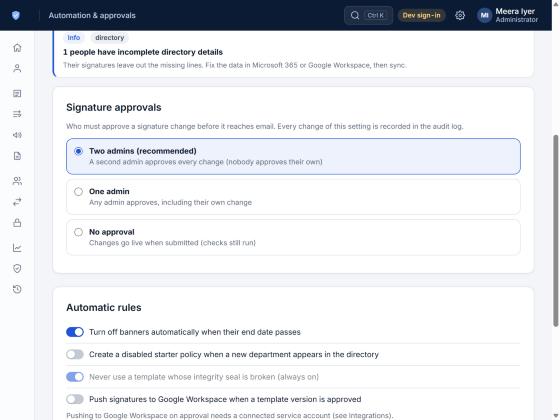 Automation & approvals
Ctrl K
Dev sign-in
MI
Meera Iyer
Administrator
Info
directory
1 people have incomplete directory details
Their signatures leave out the missing lines. Fix the data in Microsoft 365 or Google Workspace, then sync.
Signature approvals
Who must approve a signature change before it reaches email. Every change of this setting is recorded in the audit log.
Two admins (recommended)
A second admin approves every change (nobody approves their own)
One admin
Any admin approves, including their own change
No approval
Changes go live when submitted (checks still run)
Automatic rules
Turn off banners automatically when their end date passes
Create a disabled starter policy when a new department appears in the directory
Never use a template whose integrity seal is broken (always on)
Push signatures to Google Workspace when a template version is approved
Pushing to Google Workspace on approval needs a connected service account (see Integrations).